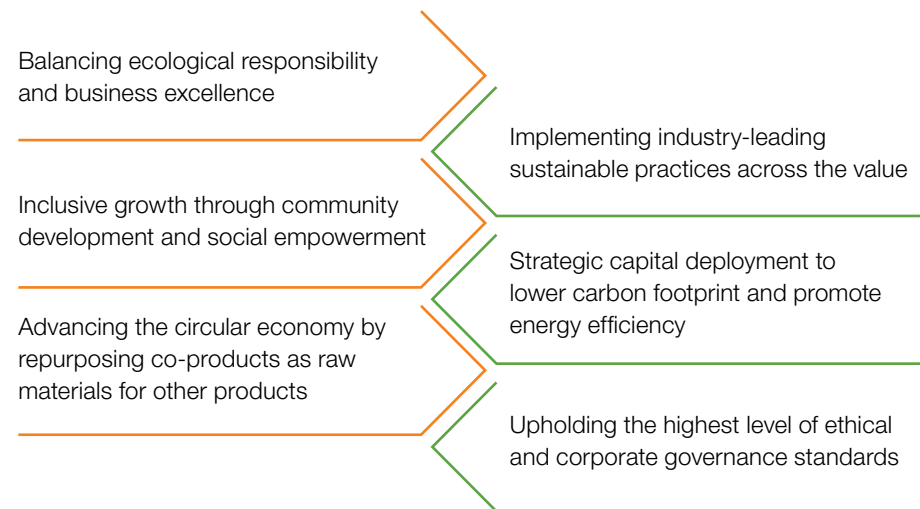 Balancing ecological responsibility
and business excellence
Implementing industry-leading
sustainable practices across the value
Inclusive growth through community
development and social empowerment
Strategic capital deployment to
lower carbon footprint and promote
energy efficiency
Advancing the circular economy by
repurposing co-products as raw
materials for other products
Upholding the highest level of ethical
and corporate governance standards